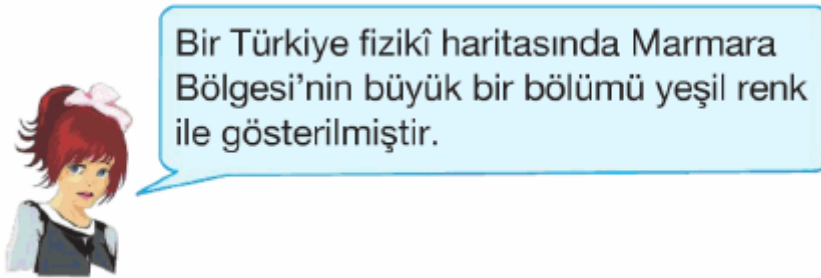 Bir Türkiye fizikî haritasında Marmara
Bölgesi’nin büyük bir bölümü yeşil renk
ile gösterilmiştir.